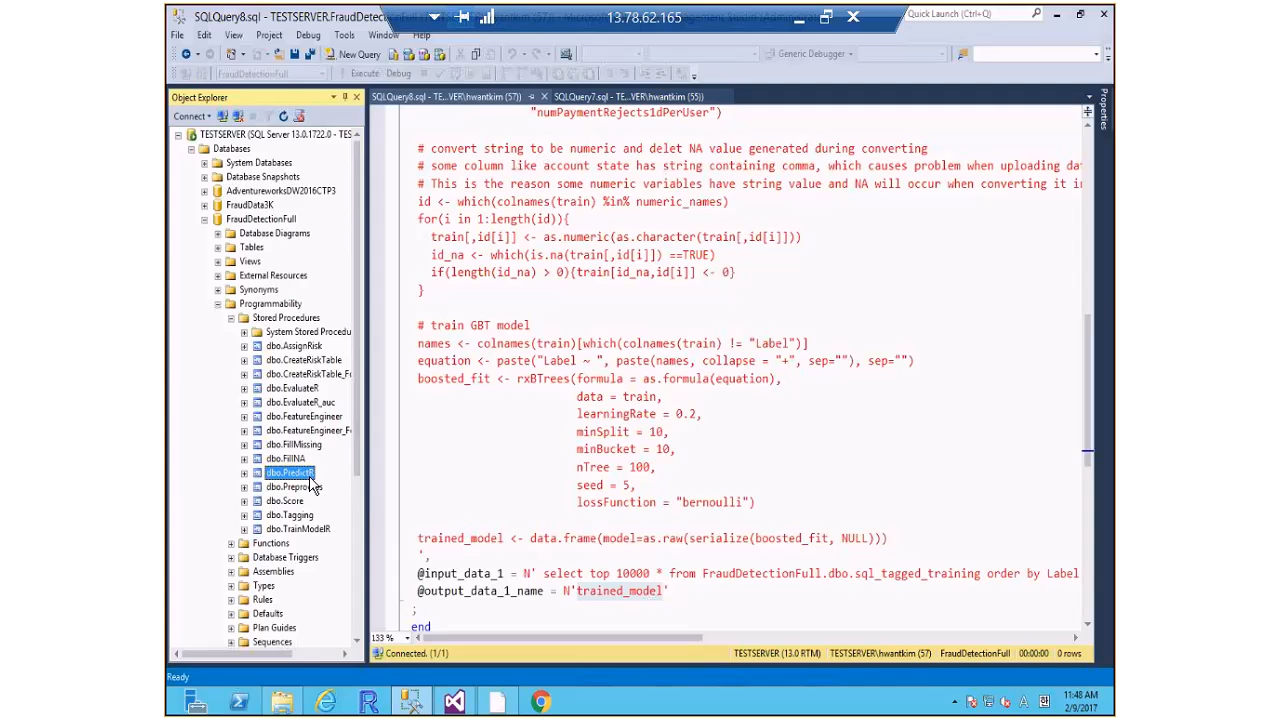 SQLQuery8.sql - TESTSERVER.FraudDetectionFull
13.78.62.165
Quick Launch (Ctrl+Q)
File Edit View Project Debug Tools Window Help
New Query
Generic Debugger
FraudDetectionFull
Execute Debug
Object Explorer
SQLQuery8.sql - TE...VER\hwantkim (57))
SQLQuery7.sql - TE...VER\hwantkim (55))
Properties
Connect
TESTSERVER (SQL Server 13.0.1722.0 - TES
Databases
System Databases
Database Snapshots
AdventureworksDW2016CTP3
FraudData3K
FraudDetectionFull
Database Diagrams
Tables
Views
External Resources
Synonyms
Programmability
Stored Procedures
System Stored Procedu
dbo.AssignRisk
dbo.CreateRiskTable
dbo.CreateRiskTable_Fo
dbo.EvaluateR
dbo.EvaluateR_auc
dbo.FeatureEngineer
dbo.FeatureEngineer_Fo
dbo.FillMissing
dbo.FillNA
dbo.PredictR
dbo.Preprocess
dbo.Score
dbo.Tagging
dbo.TrainModelR
Functions
Database Triggers
Assemblies
Types
Rules
Defaults
Plan Guides
Sequences
"numPaymentRejects1dPerUser")
# convert string to be numeric and delet NA value generated during converting
# some column like account state has string containing comma, which causes problem when uploading da
# This is the reason some numeric variables have string value and NA will occur when converting it i
id <- which(colnames(train) %in% numeric_names)
for(i in 1:length(id)){
train[,id[i]] <- as.numeric(as.character(train[,id[i]]))
id_na <- which(is.na(train[,id[i]]) ==TRUE)
if(length(id_na) > 0){train[id_na,id[i]] <- 0}
}
# train GBT model
names <- colnames(train)[which(colnames(train) != "Label")]
equation <- paste("Label ~ ", paste(names, collapse = "+", sep=""), sep="")
boosted_fit <- rxBTrees(formula = as.formula(equation),
data = train,
learningRate = 0.2,
minSplit = 10,
minBucket = 10,
nTree = 100,
seed = 5,
lossFunction = "bernoulli")
trained_model <- data.frame(model=as.raw(serialize(boosted_fit, NULL)))
',
@input_data_1 = N' select top 10000 * from FraudDetectionFull.dbo.sql_tagged_training order by Label
@output_data_1_name = N'trained_model'
;
end
133 %
Connected. (1/1)
TESTSERVER (13.0 RTM)
TESTSERVER\hwantkim (57)
FraudDetectionFull
00:00:00
0 rows
Ready
11:48 AM
2/9/2017